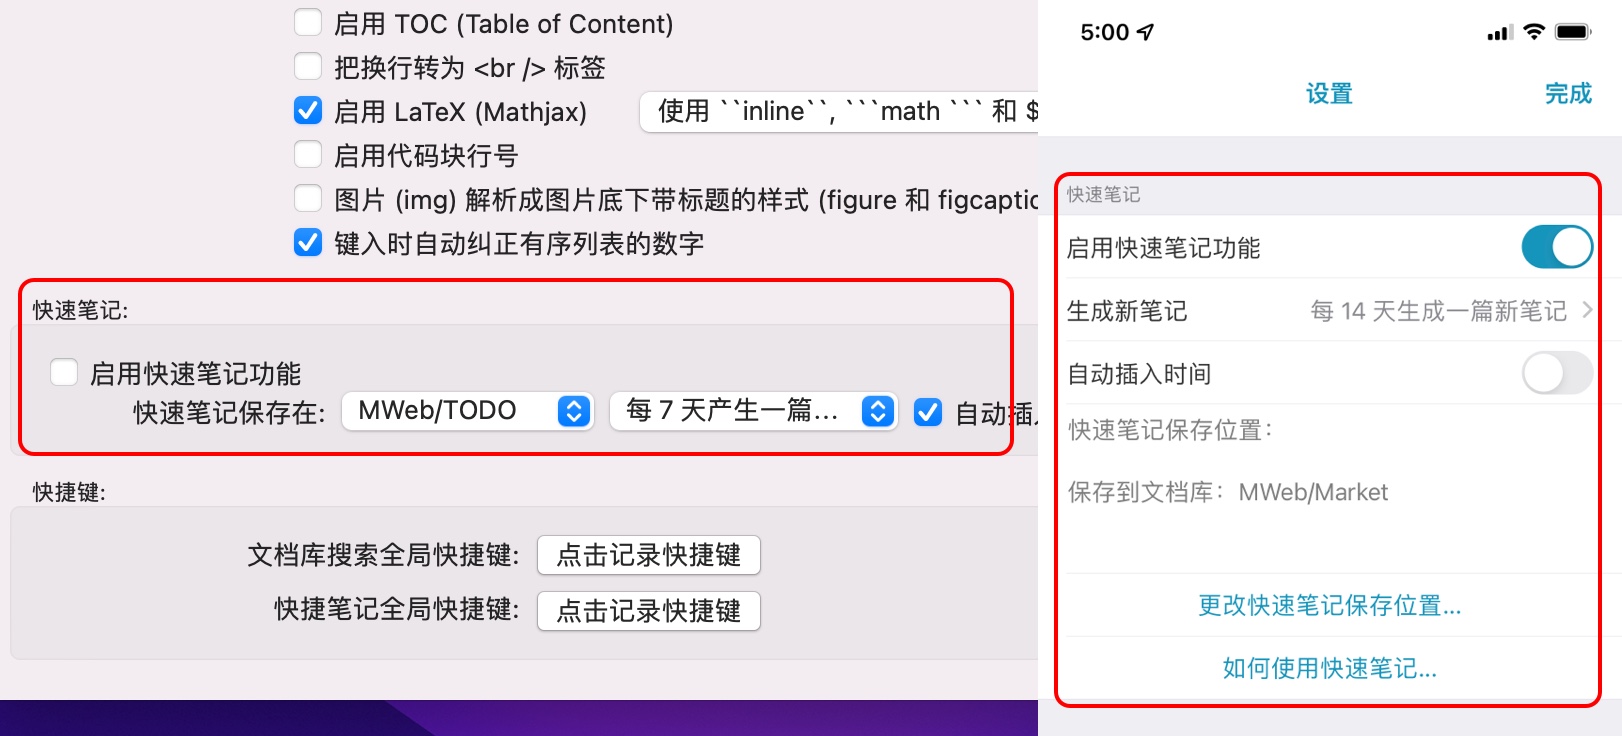 启用 TOC (Table of Content)
把换行转为 <br /> 标签
启用 LaTeX (Mathjax) 使用 ``inline``, ```math ``` 和 $
启用代码块行号
图片 (img) 解析成图片底下带标题的样式 (figure 和 figcaptic
键入时自动纠正有序列表的数字
快速笔记:
启用快速笔记功能
快速笔记保存在: MWeb/TODO 每 7 天产生一篇... 自动插
快捷键:
文档库搜索全局快捷键: 点击记录快捷键
快捷笔记全局快捷键: 点击记录快捷键
5:00
设置 完成
快速笔记
启用快速笔记功能
生成新笔记 每 14 天生成一篇新笔记
自动插入时间
快速笔记保存位置：
保存到文档库：MWeb/Market
更改快速笔记保存位置...
如何使用快速笔记...